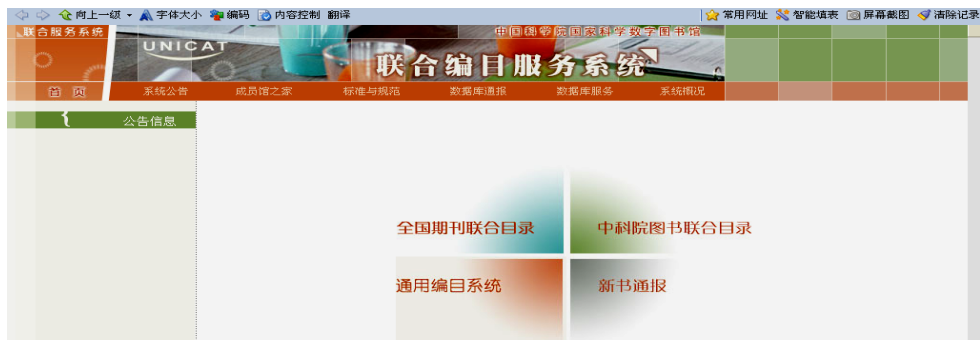 向上一级 字体大小 编码 内容控制 翻译 常用网址 智能填表 屏幕截图 清除记录
联合服务系统 中国科学院国家科学数字图书馆
UNICAT
联合编目服务系统
首页 系统公告 成员馆之家 标准与规范 数据库通报 数据库服务 系统概况
公告信息
全国期刊联合目录 中科院图书联合目录
通用编目系统 新书通报